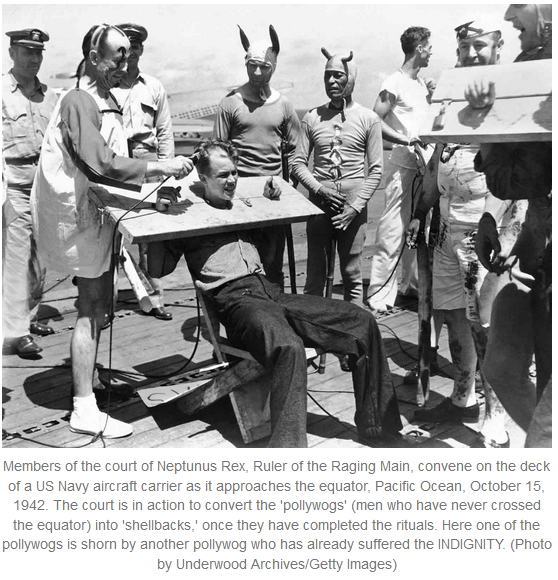 Members of the court of Neptunus Rex, Ruler of the Raging Main, convene on the deck
of a US Navy aircraft carrier as it approaches the equator, Pacific Ocean, October 15,
1942. The court is in action to convert the 'pollywogs' (men who have never crossed
the equator) into 'shellbacks,' once they have completed the rituals. Here one of the
pollywogs is shorn by another pollywog who has already suffered the INDIGNITY. (Photo
by Underwood Archives/Getty Images)